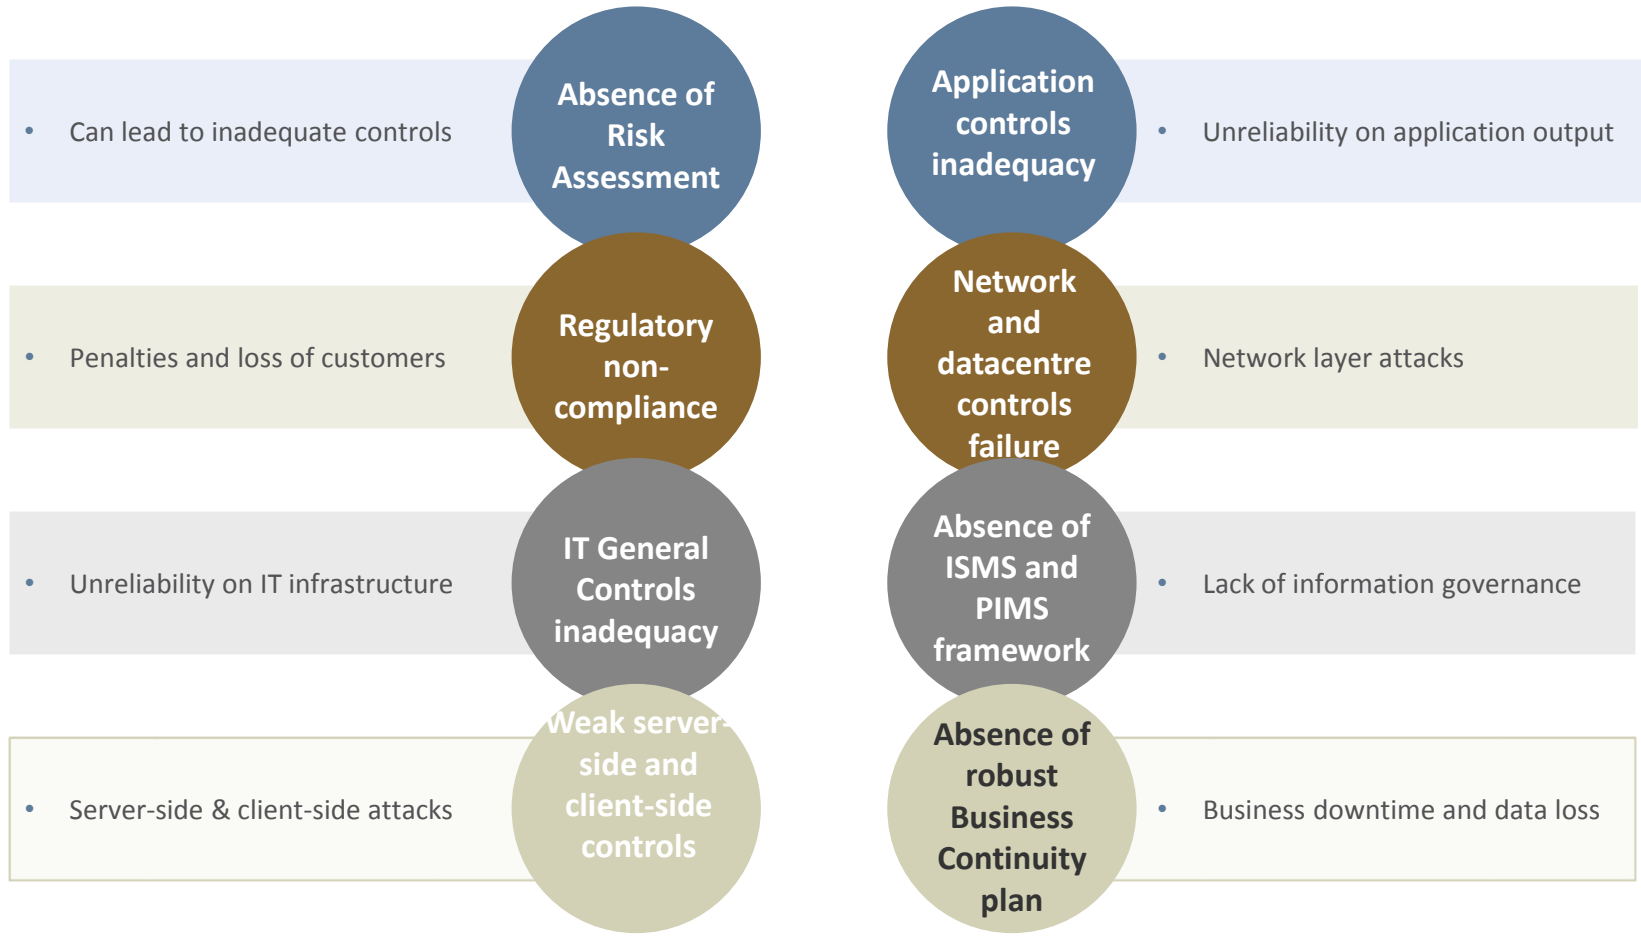 • Can lead to inadequate controls
Absence of
Risk
Assessment
• Penalties and loss of customers
Regulatory
non-
compliance
• Unreliability on IT infrastructure
IT General
Controls
inadequacy
• Server-side & client-side attacks
Weak server-
side and
client-side
controls
Application
controls
inadequacy
• Unreliability on application output
Network
and
datacentre
controls
failure
• Network layer attacks
Absence of
ISMS and
PIMS
framework
• Lack of information governance
Absence of
robust
Business
Continuity
plan
• Business downtime and data loss